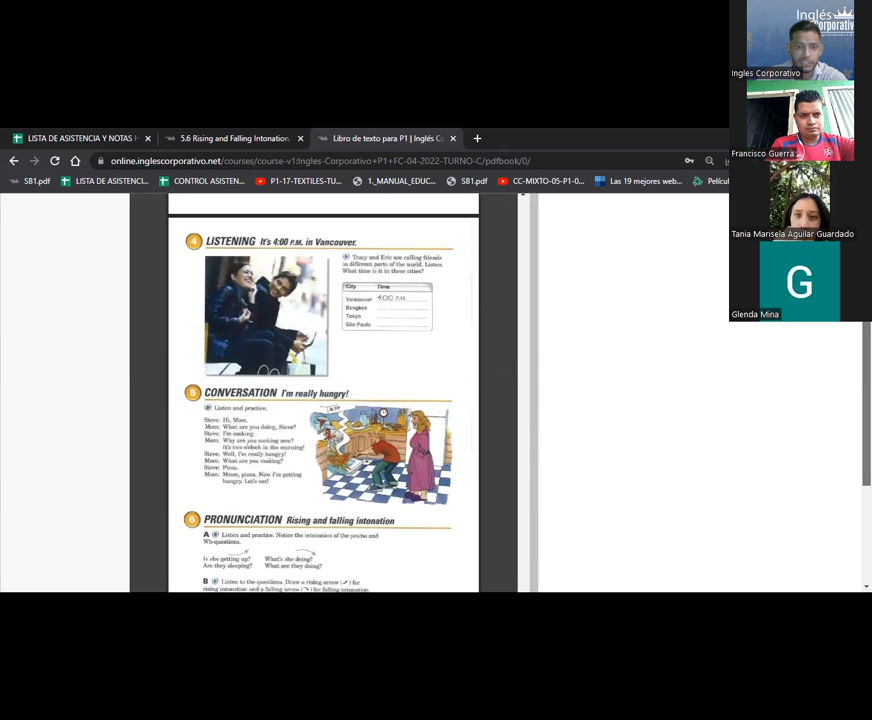 Inglés
Corporativo
Ingles Corporativo
Francisco Guerra
Tania Marisela Aguilar Guardado
G
Glenda Mina
LISTA DE ASISTENCIA Y NOTAS
5.6 Rising and Falling Intonation.
Libro de texto para P1 | Inglés Co
online.inglescorporativo.net/courses/course-v1:Ingles-Corporativo+P1+FC-04-2022-TURNO-C/pdfbook/0/
SB1.pdf
LISTA DE ASISTENCI...
CONTROL ASISTEN...
P1-17-TEXTILES-TU...
1._MANUAL_EDUC...
SB1.pdf
CC-MIXTO-05-P1-0...
Las 19 mejores web...
Pelícu
4 LISTENING It's 4:00 P.M. in Vancouver.
Tracy and Eric are calling friends
in different parts of the world. Listen.
What time is it in these cities?
City Time
Vancouver 4:00 P.M.
Bangkok
Tokyo
São Paulo
5 CONVERSATION I'm really hungry!
Listen and practice.
Steve: Hi, Mom.
Mom: What are you doing, Steve?
Steve: I'm cooking.
Mom: Why are you cooking now?
It's two o'clock in the morning!
Steve: Well, I'm really hungry!
Mom: What are you cooking?
Steve: Pizza.
Mom: Mmm, pizza. Now I'm getting
hungry. Let's eat!
6 PRONUNCIATION Rising and falling intonation
A Listen and practice. Notice the intonation of the yes/no and
Wh-questions.
Is she getting up? What's she doing?
Are they sleeping? What are they doing?
B Listen to the questions. Draw a rising arrow (↗) for
rising intonation and a falling arrow (↘) for falling intonation.